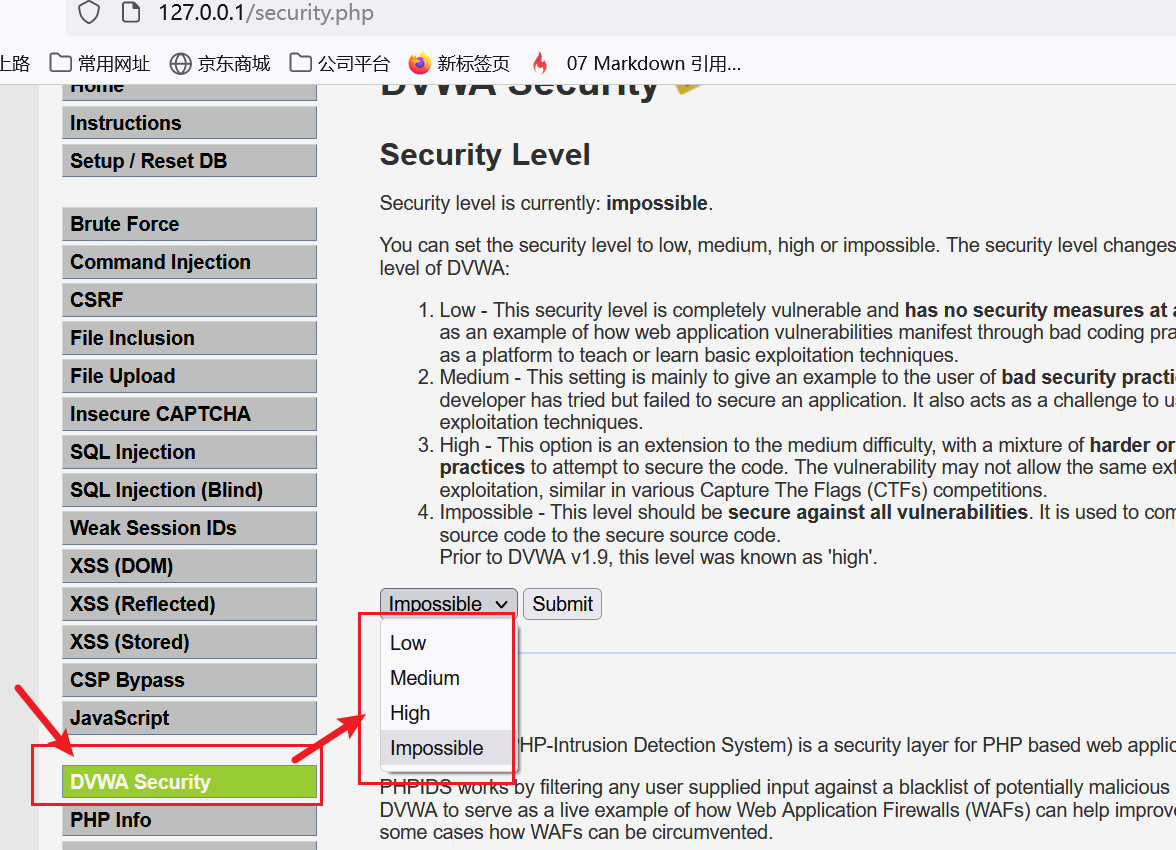 127.0.0.1/security.php
上路 常用网址 京东商城 公司平台 新标签页 07 Markdown 引用...
Home
Instructions
Setup / Reset DB
Brute Force
Command Injection
CSRF
File Inclusion
File Upload
Insecure CAPTCHA
SQL Injection
SQL Injection (Blind)
Weak Session IDs
XSS (DOM)
XSS (Reflected)
XSS (Stored)
CSP Bypass
JavaScript
DVWA Security
PHP Info
DVWA Security
Security Level
Security level is currently: impossible.
You can set the security level to low, medium, high or impossible. The security level changes
level of DVWA:
1. Low - This security level is completely vulnerable and has no security measures at
as an example of how web application vulnerabilities manifest through bad coding pra
as a platform to teach or learn basic exploitation techniques.
2. Medium - This setting is mainly to give an example to the user of bad security practi
developer has tried but failed to secure an application. It also acts as a challenge to u
exploitation techniques.
3. High - This option is an extension to the medium difficulty, with a mixture of harder or
practices to attempt to secure the code. The vulnerability may not allow the same ext
exploitation, similar in various Capture The Flags (CTFs) competitions.
4. Impossible - This level should be secure against all vulnerabilities. It is used to com
source code to the secure source code.
Prior to DVWA v1.9, this level was known as 'high'.
Impossible Submit
Low
Medium
High
Impossible
HP-Intrusion Detection System) is a security layer for PHP based web applic
PHPIDS works by filtering any user supplied input against a blacklist of potentially malicious
DVWA to serve as a live example of how Web Application Firewalls (WAFs) can help improve
some cases how WAFs can be circumvented.